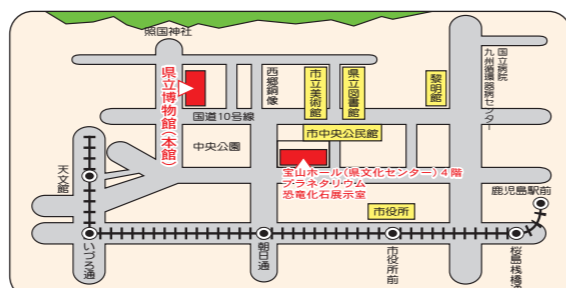 照国神社
県立博物館(本館)
西郷銅像
市立美術館
県立図書館
黎明館
国立病院
九州循環器病センター
国道10号線
市中央公民館
中央公園
宝山ホール(県文化センター)4階
プラネタリウム
恐竜化石展示室
天文館
鹿児島駅前
市役所
いづろ通
朝日通
市役所前
桜島桟橋通